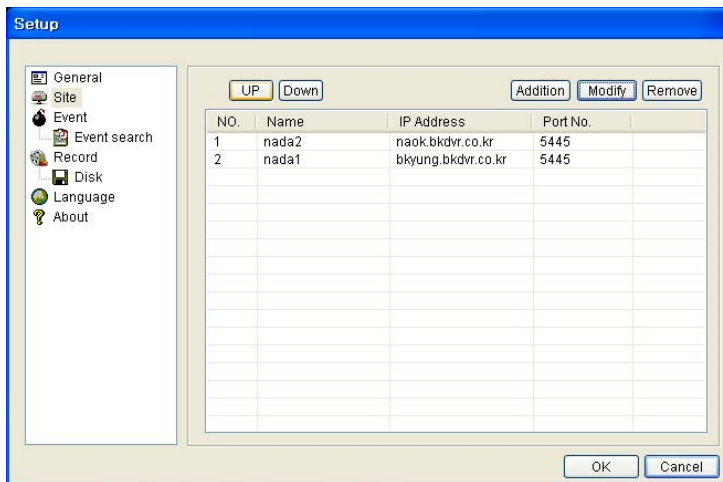 Setup
General
Site
Event
Event search
Record
Disk
Language
About
UP Down Addition Modify Remove
NO. Name IP Address Port No.
1 nada2 naok.bkdvr.co.kr 5445
2 nada1 bkyung.bkdvr.co.kr 5445
OK Cancel